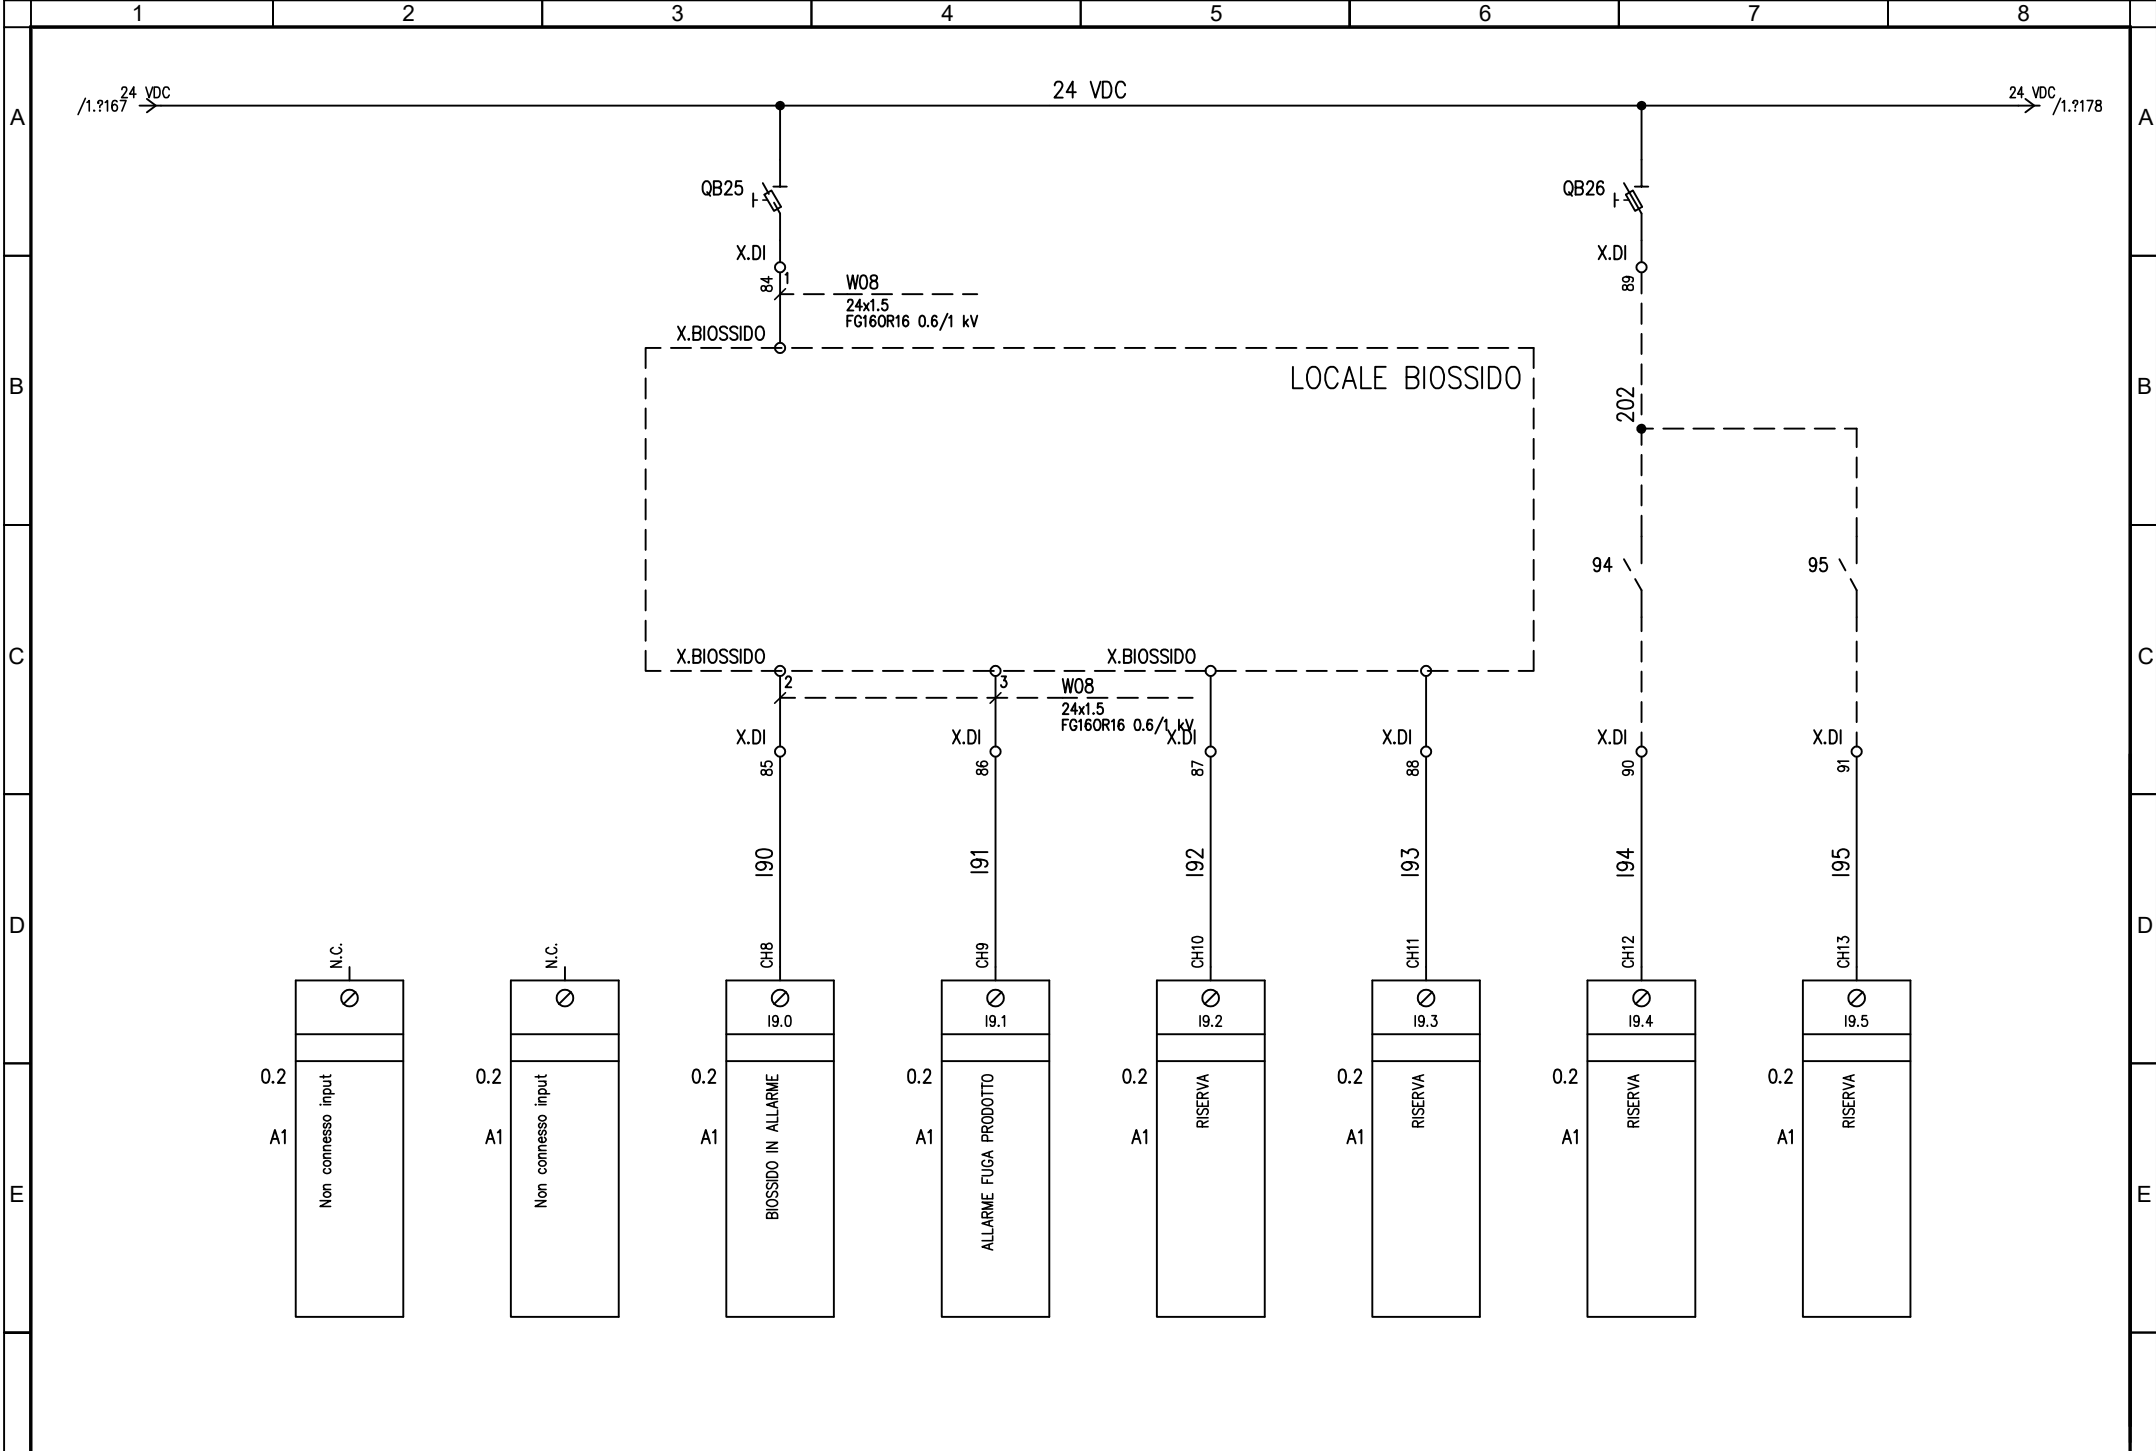 1 2 3 4 5 6 7 8
24 VDC
/1.?167
24 VDC
24 VDC
/1.?178
A
A
QB25
QB26
X.DI
84
1
W08
24x1.5
FG16OR16 0.6/1 kV
X.DI
89
X.BIOSSIDO
LOCALE BIOSSIDO
B
B
202
94
95
C
C
X.BIOSSIDO
X.BIOSSIDO
2
3
W08
24x1.5
FG16OR16 0.6/1 kV
X.DI
X.DI
X.DI
X.DI
X.DI
X.DI
85
86
87
88
90
91
I90
I91
I92
I93
I94
I95
D
D
N.C.
N.C.
CH8
CH9
CH10
CH11
CH12
CH13
I9.0
I9.1
I9.2
I9.3
I9.4
I9.5
0.2
0.2
0.2
0.2
0.2
0.2
0.2
0.2
A1
A1
A1
A1
A1
A1
A1
A1
Non connesso input
Non connesso input
BIOSSIDO IN ALLARME
ALLARME FUGA PRODOTTO
RISERVA
RISERVA
RISERVA
RISERVA
E
E